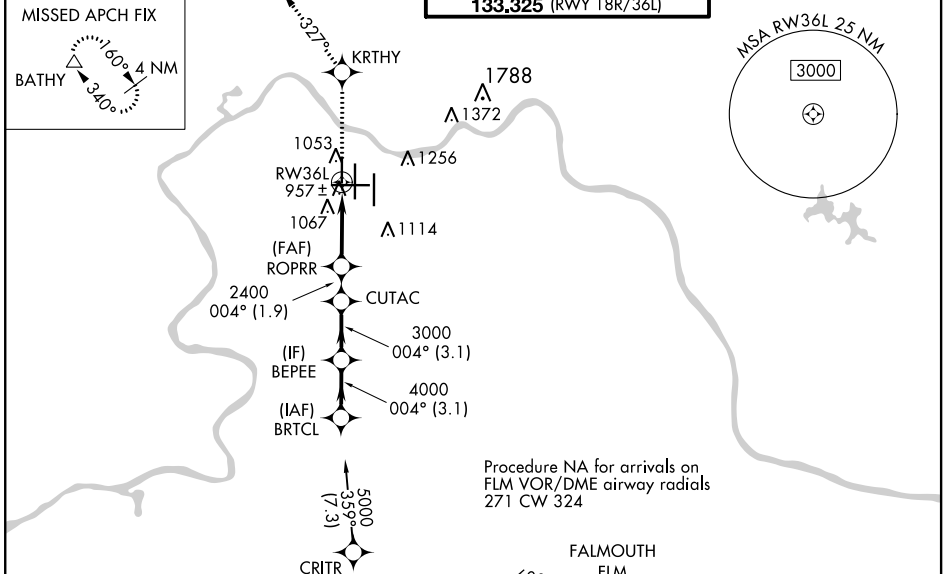 133.325 (RWY 18R/36L)
MISSED APCH FIX
BATHY
160°
4 NM
340°
327°
KRTHY
MSA RW36L 25 NM
3000
1788
1372
1053
1256
RW36L
957 ±
1067
1114
(FAF)
ROPRR
2400
004° (1.9)
CUTAC
3000
004° (3.1)
(IF)
BEPEE
4000
004° (3.1)
(IAF)
BRTCL
Procedure NA for arrivals on
FLM VOR/DME airway radials
271 CW 324
5000
359°
(7.3)
CRITR
FALMOUTH
FLM